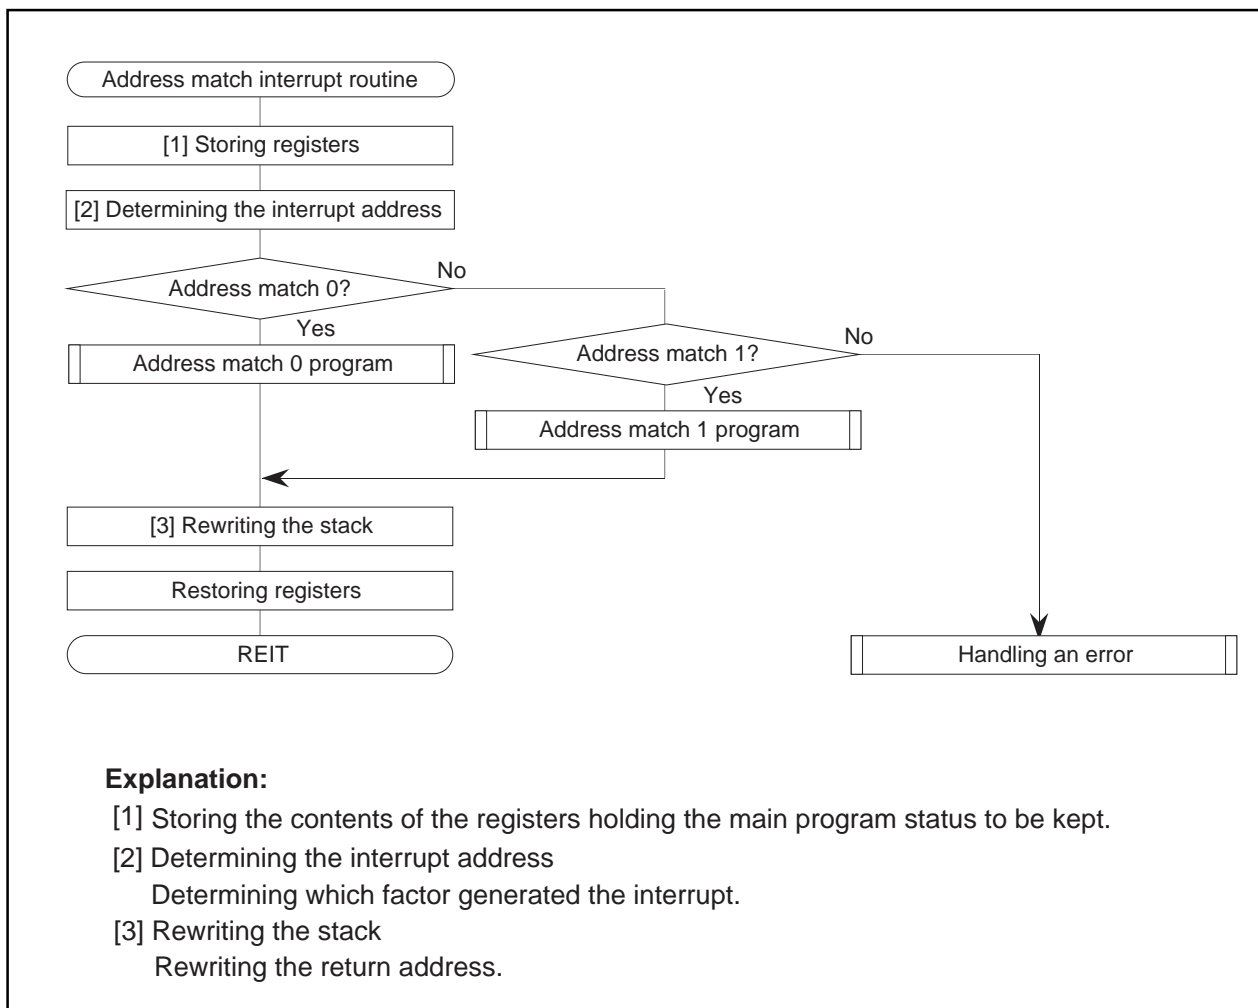 Address match interrupt routine
[1] Storing registers
[2] Determining the interrupt address
Address match 0?
No
Yes
Address match 0 program
Address match 1?
No
Yes
Address match 1 program
[3] Rewriting the stack
Restoring registers
REIT
Handling an error
Explanation:
[1] Storing the contents of the registers holding the main program status to be kept.
[2] Determining the interrupt address
Determining which factor generated the interrupt.
[3] Rewriting the stack
Rewriting the return address.